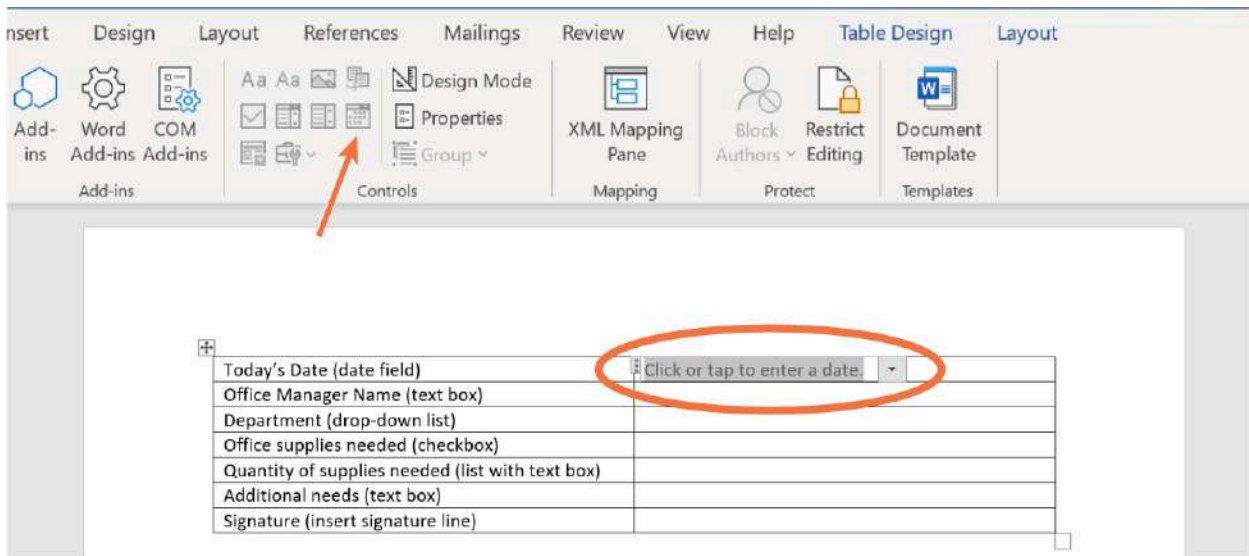 nsert Design Layout References Mailings Review View Help Table Design Layout
Aa Aa Design Mode
Properties
Group
Add-ins
Word Add-ins
COM Add-ins
XML Mapping Pane
Block Authors
Restrict Editing
Document Template
Add-ins Controls Mapping Protect Templates
Today's Date (date field) Click or tap to enter a date.
Office Manager Name (text box)
Department (drop-down list)
Office supplies needed (checkbox)
Quantity of supplies needed (list with text box)
Additional needs (text box)
Signature (insert signature line)